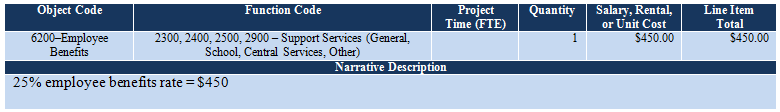 Object Code Function Code Project Time (FTE) Quantity Salary, Rental, or Unit Cost Line Item Total
6200–Employee Benefits 2300, 2400, 2500, 2900 – Support Services (General, School, Central Services, Other) 1 $450.00 $450.00
Narrative Description
25% employee benefits rate = $450